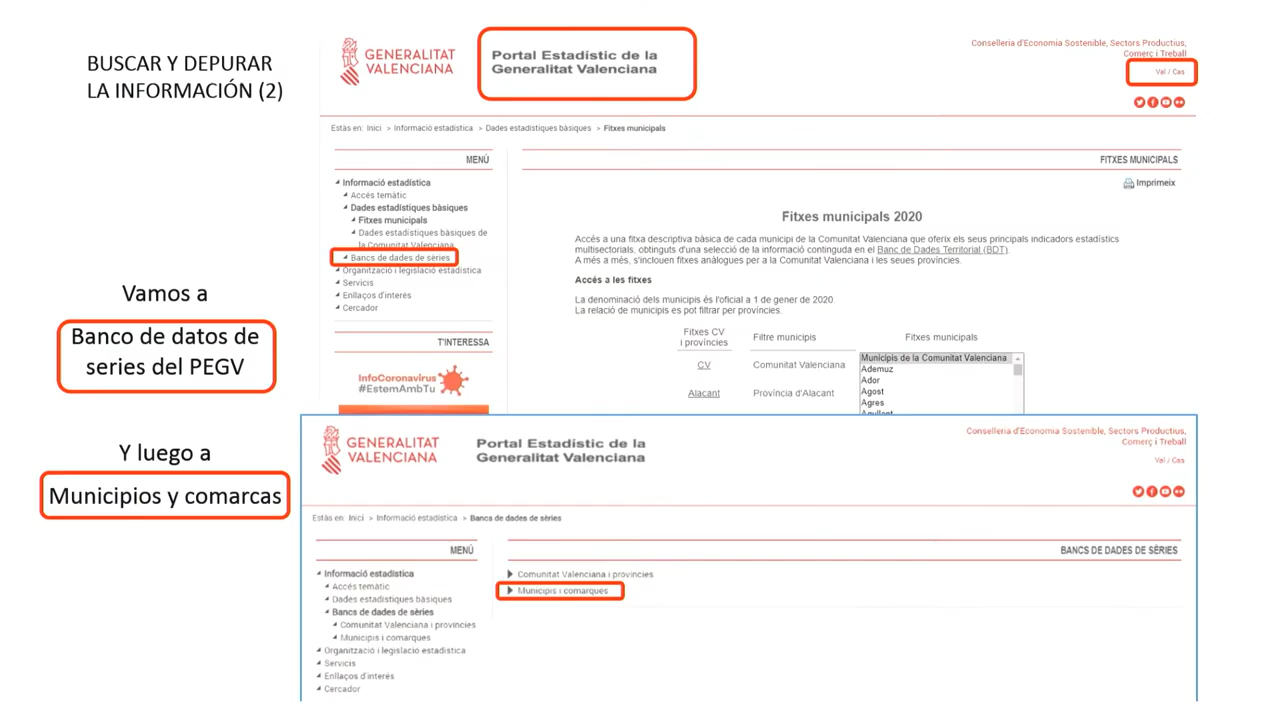 BUSCAR Y DEPURAR
LA INFORMACIÓN (2)
Vamos a
Banco de datos de
series del PEGV
Y luego a
Municipios y comarcas
GENERALITAT
VALENCIANA
Portal Estadístic de la
Generalitat Valenciana
Conselleria d'Economia Sostenible, Sectors Productius,
Comerç i Treball
Val / Cas
Estàs en: Inici > Informació estadística > Dades estadístiques bàsiques > Fitxes municipals
MENÚ
Informació estadística
Accés temàtic
Dades estadístiques bàsiques
Fitxes municipals
Dades estadístiques bàsiques de
la Comunitat Valenciana
Bancs de dades de sèries
Organització i legislació estadística
Servicis
Enllaços d'interés
Cercador
T'INTERESSA
InfoCoronavirus
#EstemAmbTu
FITXES MUNICIPALS
Imprimeix
Fitxes municipals 2020
Accés a una fitxa descriptiva bàsica de cada municipi de la Comunitat Valenciana que oferix els seus principals indicadors estadístics
multisectorials, obtinguts d'una selecció de la informació continguda en el Banc de Dades Territorial (BDT).
A més a més, s'inclouen fitxes anàlogues per a la Comunitat Valenciana i les seues províncies.
Accés a les fitxes
La denominació dels municipis és l'oficial a 1 de gener de 2020.
La relació de municipis es pot filtrar per províncies.
Fitxes CV
i províncies
Filtre municipis
Fitxes municipals
CV
Comunitat Valenciana
Alacant
Província d'Alacant
Municipis de la Comunitat Valenciana
Ademuz
Ador
Agost
Agres
Agullent
GENERALITAT
VALENCIANA
Portal Estadístic de la
Generalitat Valenciana
Conselleria d'Economia Sostenible, Sectors Productius,
Comerç i Treball
Val / Cas
Estàs en: Inici > Informació estadística > Bancs de dades de sèries
MENÚ
Informació estadística
Accés temàtic
Dades estadístiques bàsiques
Bancs de dades de sèries
Comunitat Valenciana i províncies
Municipis i comarques
Organització i legislació estadística
Servicis
Enllaços d'interés
Cercador
BANCS DE DADES DE SÈRIES
Comunitat Valenciana i províncies
Municipis i comarques